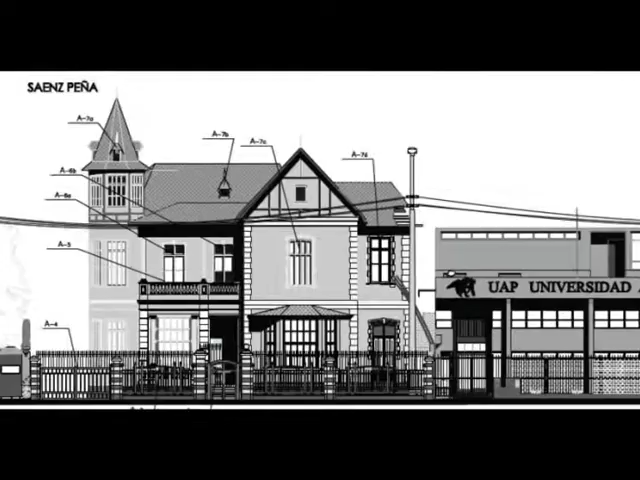 SAENZ PEÑA
A-7a
A-7b
A-7c
A-7d
A-6b
A-6a
A-5
UAP UNIVERSIDAD A
A-4